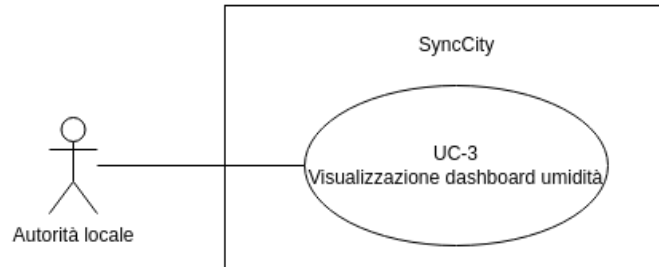 SyncCity
UC-3
Visualizzazione dashboard umidità
Autorità locale